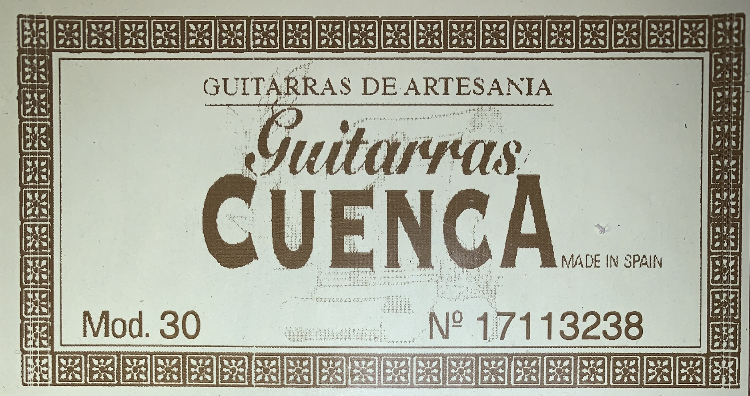 GUITARRAS DE ARTESANIA
Guitarras
CUENCA
MADE IN SPAIN
Mod. 30
Nº 17113238